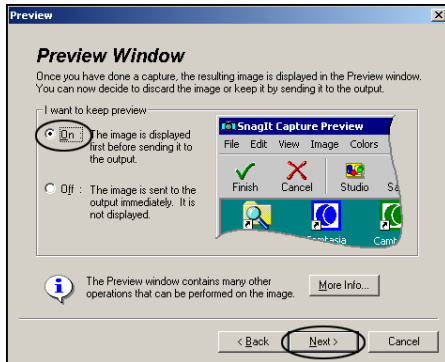 Preview
Preview Window
Once you have done a capture, the resulting image is displayed in the Preview window.
You can now decide to discard the image or keep it by sending it to the output.
I want to keep preview
On : The image is displayed
first before sending it to
the output.
Off : The image is sent to the
output immediately. It is
not displayed.
SnagIt Capture Preview
File Edit View Image Colors
Finish Cancel Studio
Camtasia
The Preview window contains many other
operations that can be performed on the image.
More Info...
< Back Next > Cancel